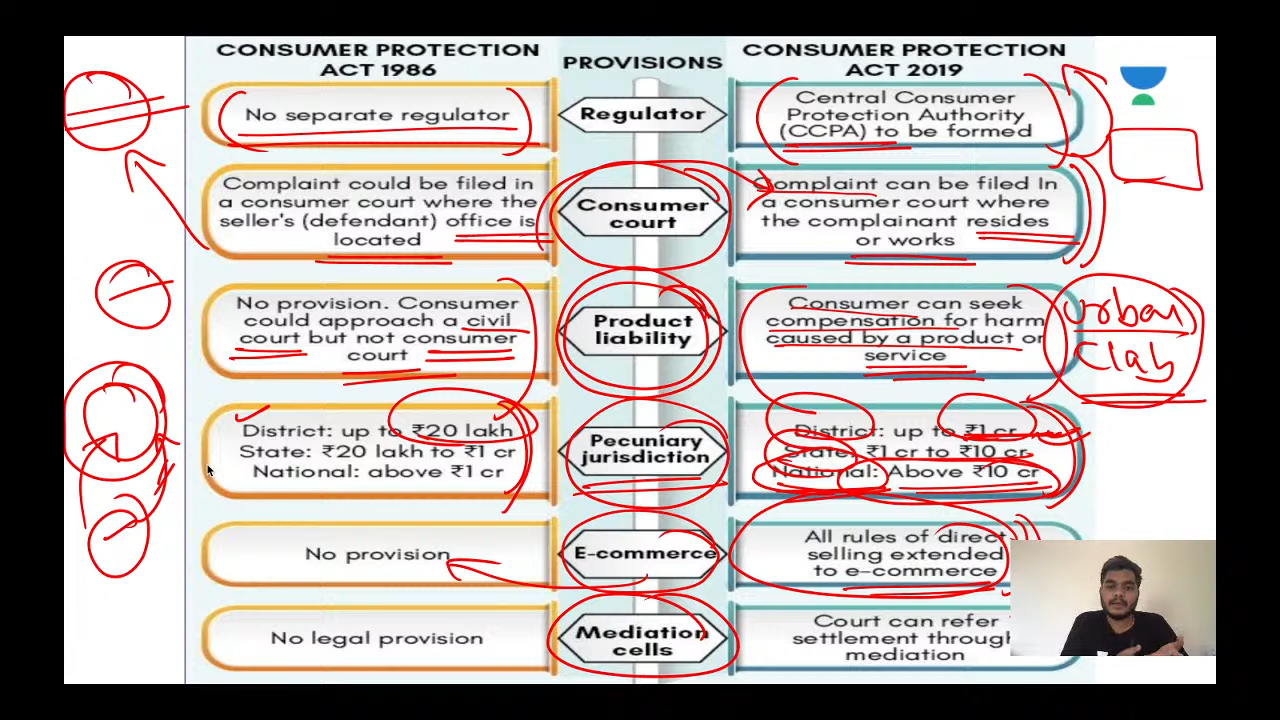 CONSUMER PROTECTION
ACT 1986
PROVISIONS
CONSUMER PROTECTION
ACT 2019
No separate regulator
Regulator
Central Consumer
Protection Authority
(CCPA) to be formed
Complaint could be filed in
a consumer court where the
seller's (defendant) office is
located
Consumer
court
Complaint can be filed In
a consumer court where
the complainant resides
or works
No provision. Consumer
could approach a civil
court but not consumer
court
Product
liability
Consumer can seek
compensation for harm
caused by a product or
service
urban
Clab
District: up to ₹20 lakh
State: ₹20 lakh to ₹1 cr
National: above ₹1 cr
Pecuniary
jurisdiction
District: up to ₹1 cr
State: ₹1 cr to ₹10 cr
National: Above ₹10 cr
No provision
E-commerce
All rules of direct
selling extended
to e-commerce
No legal provision
Mediation
cells
Court can refer
settlement through
mediation